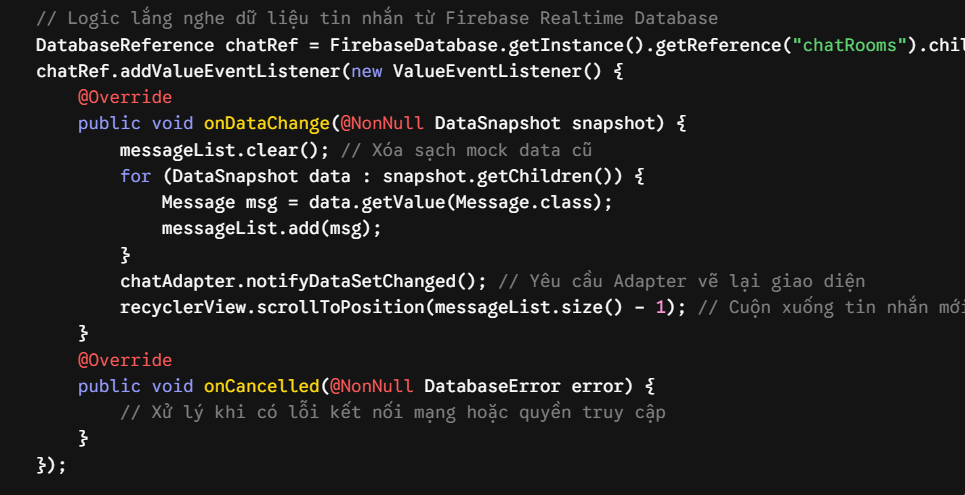 // Logic lắng nghe dữ liệu tin nhắn từ Firebase Realtime Database
DatabaseReference chatRef = FirebaseDatabase.getInstance().getReference("chatRooms").chil
chatRef.addValueEventListener(new ValueEventListener() {
    @Override
    public void onDataChange(@NonNull DataSnapshot snapshot) {
        messageList.clear(); // Xóa sạch mock data cũ
        for (DataSnapshot data : snapshot.getChildren()) {
            Message msg = data.getValue(Message.class);
            messageList.add(msg);
        }
        chatAdapter.notifyDataSetChanged(); // Yêu cầu Adapter vẽ lại giao diện
        recyclerView.scrollToPosition(messageList.size() - 1); // Cuộn xuống tin nhắn mới
    }
    @Override
    public void onCancelled(@NonNull DatabaseError error) {
        // Xử lý khi có lỗi kết nối mạng hoặc quyền truy cập
    }
});